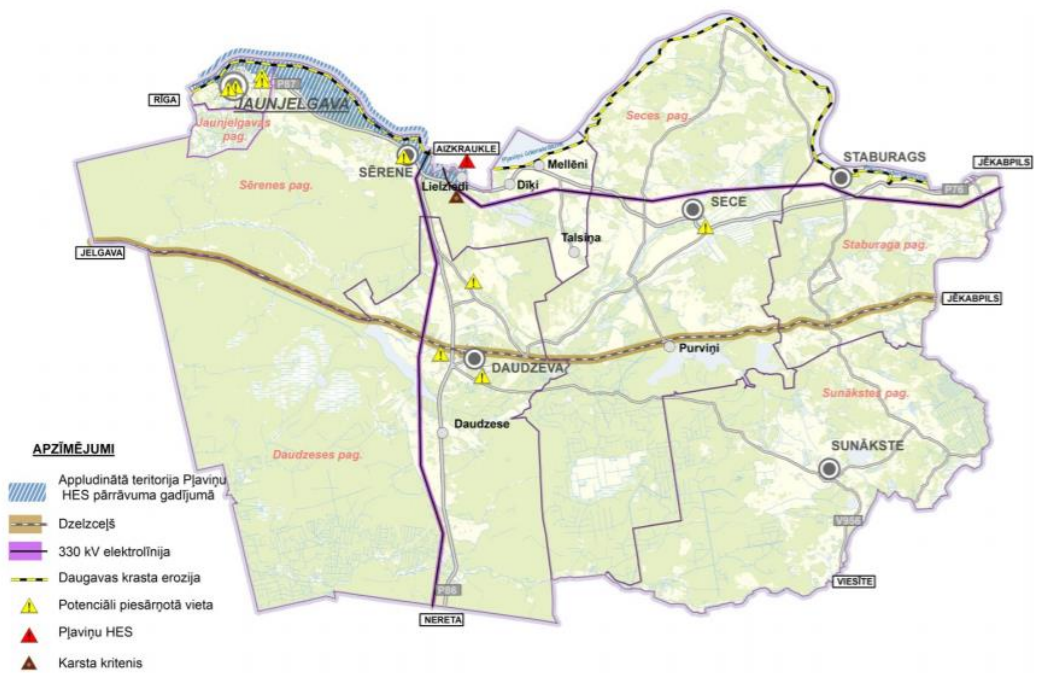 P87
RĪGA
JAUNJELGAVA
Jaunjelgavas
pag.
Seces pag.
AIZKRAUKLE
STABURAGS
JĒKABPILS
Mellēni
SĒRENE
Sērenes pag.
Lielziedi
Dīķi
P76
SECE
Talsiņa
Staburaga pag.
JELGAVA
JĒKABPILS
Purviņi
DAUDZEVA
Sunākstes pag.
Daudzese
SUNĀKSTE
Daudzeses pag.
V956
VIESĪTE
P86
NERETA
APZĪMĒJUMI
Appludinātā teritorija Pļaviņu
HES pārrāvuma gadījumā
Dzelzceļš
330 kV elektrolīnija
Daugavas krasta erozija
Potenciāli piesārņotā vieta
Pļaviņu HES
Karsta kritenis